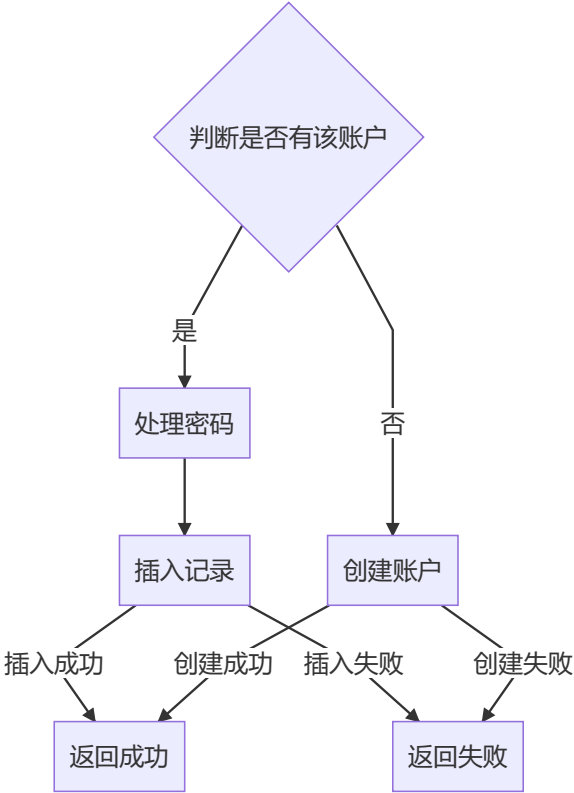 判断是否有该账户
是
处理密码
否
插入记录
创建账户
插入成功
创建成功
插入失败
创建失败
返回成功
返回失败